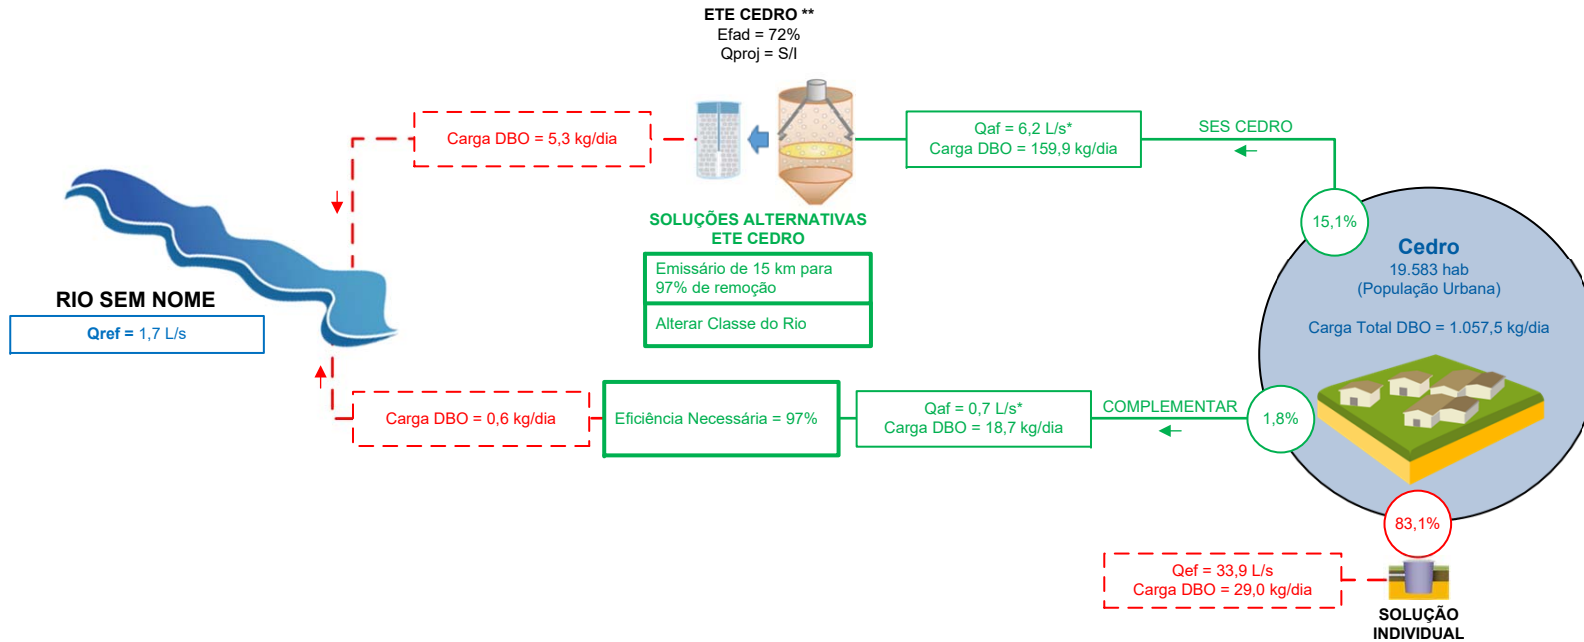 ETE CEDRO **
Efad = 72%
Qproj = S/I
Carga DBO = 5,3 kg/dia
Qaf = 6,2 L/s*
Carga DBO = 159,9 kg/dia
SES CEDRO
15,1%
SOLUÇÕES ALTERNATIVAS
ETE CEDRO
Emissário de 15 km para
97% de remoção
Alterar Classe do Rio
RIO SEM NOME
Qref = 1,7 L/s
Cedro
19.583 hab
(População Urbana)
Carga Total DBO = 1.057,5 kg/dia
Carga DBO = 0,6 kg/dia
Eficiência Necessária = 97%
Qaf = 0,7 L/s*
Carga DBO = 18,7 kg/dia
COMPLEMENTAR
1,8%
83,1%
Qef = 33,9 L/s
Carga DBO = 29,0 kg/dia
SOLUÇÃO
INDIVIDUAL